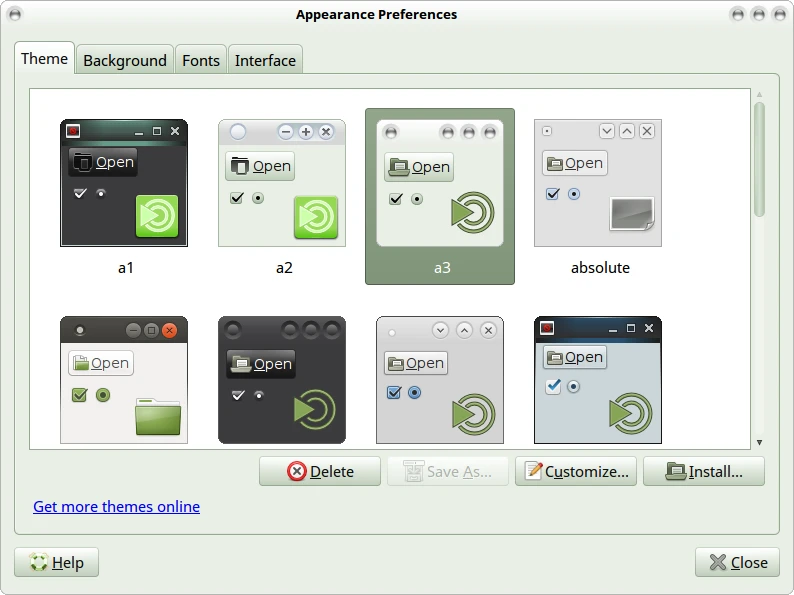 Appearance Preferences
Theme Background Fonts Interface
Open Open Open Open
a1 a2 a3 absolute
Open Open Open Open
Delete Save As... Customize... Install...
Get more themes online
Help Close